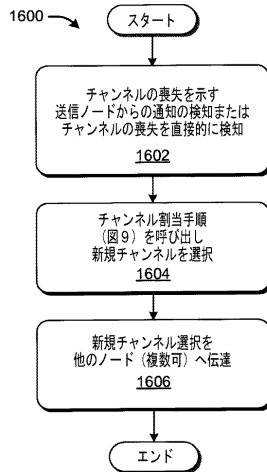 1600
スタート
チャンネルの喪失を示す
送信ノードからの通知の検知または
チャンネルの喪失を直接的に検知
1602
チャンネル割当手順
(図9)を呼び出し
新規チャンネルを選択
1604
新規チャンネル選択を
他のノード(複数可)へ伝達
1606
エンド